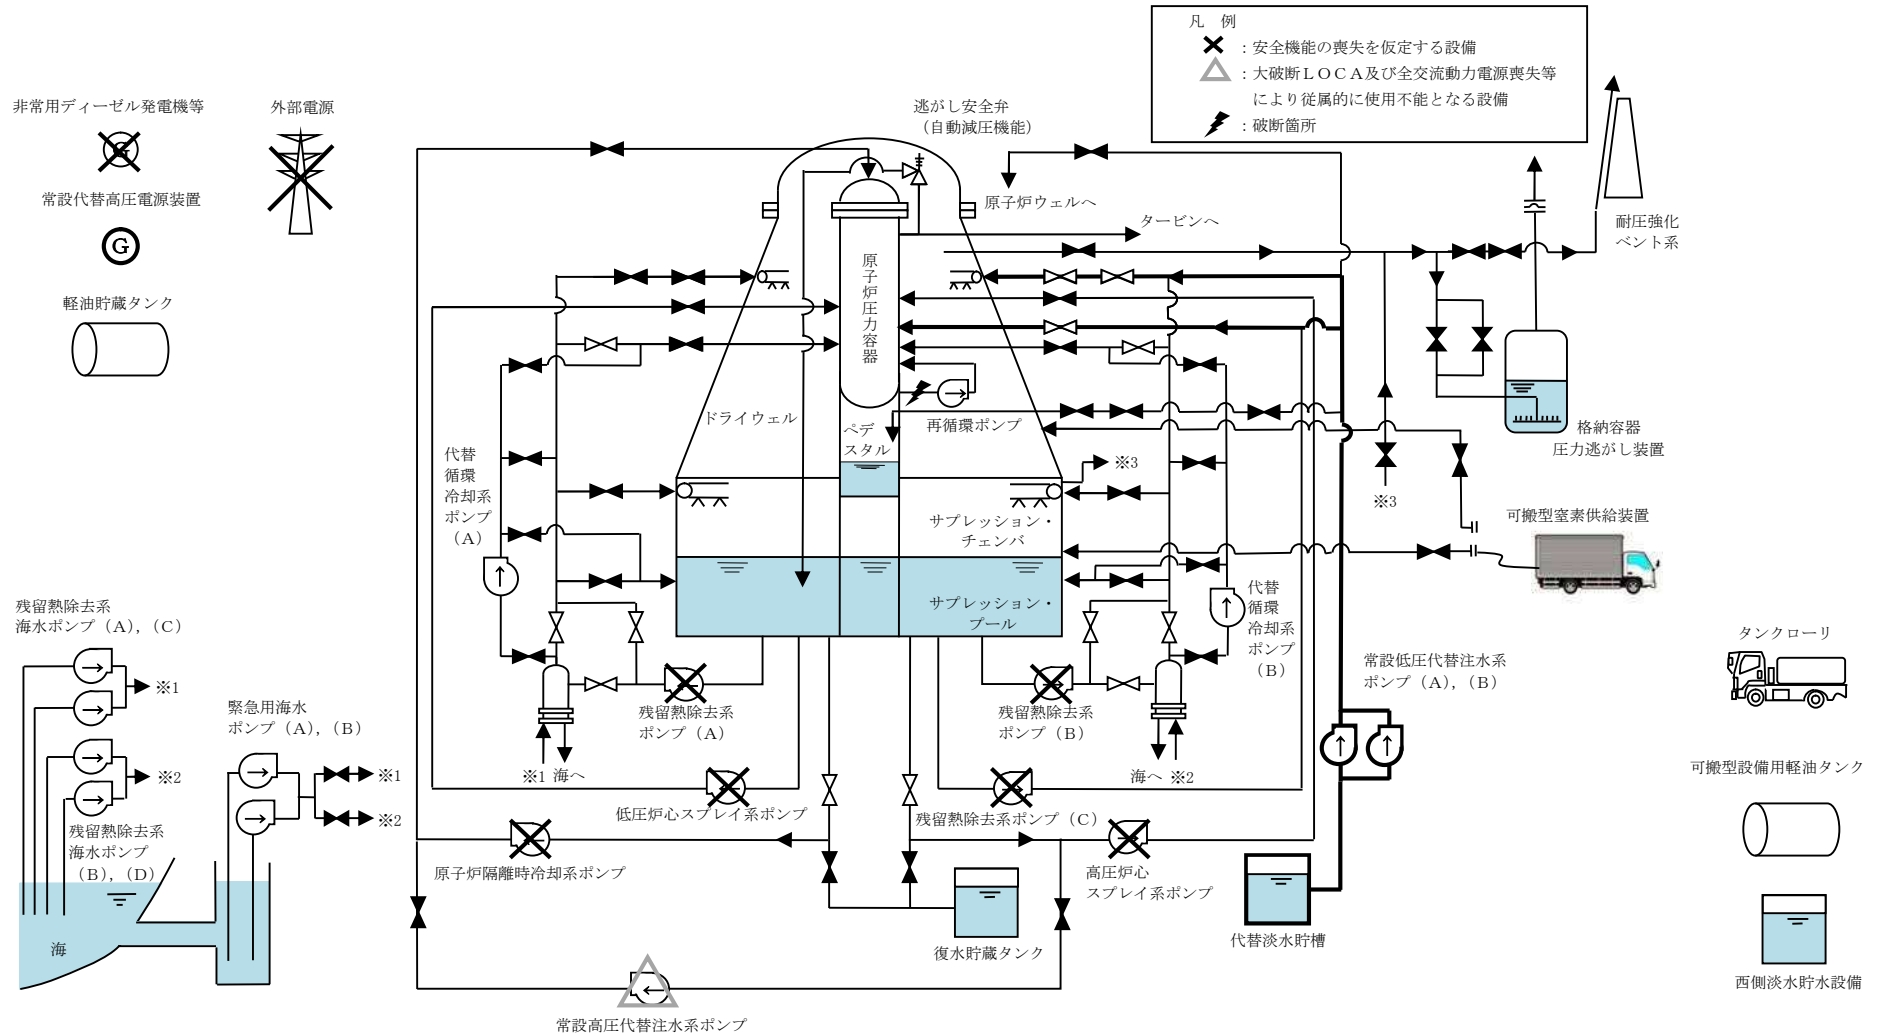 凡　例
：安全機能の喪失を仮定する設備
：大破断ＬＯＣＡ及び全交流動力電源喪失等
により従属的に使用不能となる設備
：破断箇所
非常用ディーゼル発電機等
外部電源
G
常設代替高圧電源装置
G
軽油貯蔵タンク
逃がし安全弁
（自動減圧機能）
原子炉ウェルへ
タービンへ
耐圧強化
ベント系
原子炉圧力容器
ドライウェル
ペデ
スタル
再循環ポンプ
格納容器
圧力逃がし装置
代替
循環
冷却系
ポンプ
（A）
※3
※3
サプレッション・
チェンバ
可搬型窒素供給装置
サプレッション・
プール
代替
循環
冷却系
ポンプ
（B）
残留熱除去系
海水ポンプ（A），（C）
※1
※2
残留熱除去系
海水ポンプ
（B），（D）
緊急用海水
ポンプ（A），（B）
※1
※2
海
残留熱除去系
ポンプ（A）
※1 海へ
残留熱除去系
ポンプ（B）
海へ ※2
常設低圧代替注水系
ポンプ（A），（B）
タンクローリ
可搬型設備用軽油タンク
低圧炉心スプレイ系ポンプ
残留熱除去系ポンプ（C）
原子炉隔離時冷却系ポンプ
高圧炉心
スプレイ系ポンプ
復水貯蔵タンク
代替淡水貯槽
西側淡水貯水設備
常設高圧代替注水系ポンプ